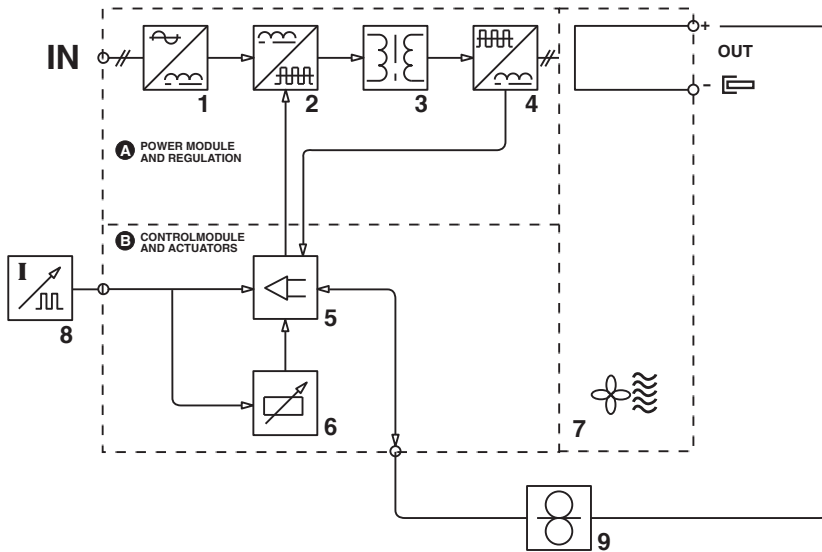 IN
1
2
3
4
+
OUT
-
A POWER MODULE
AND REGULATION
B CONTROLMODULE
AND ACTUATORS
I
8
5
6
7
9